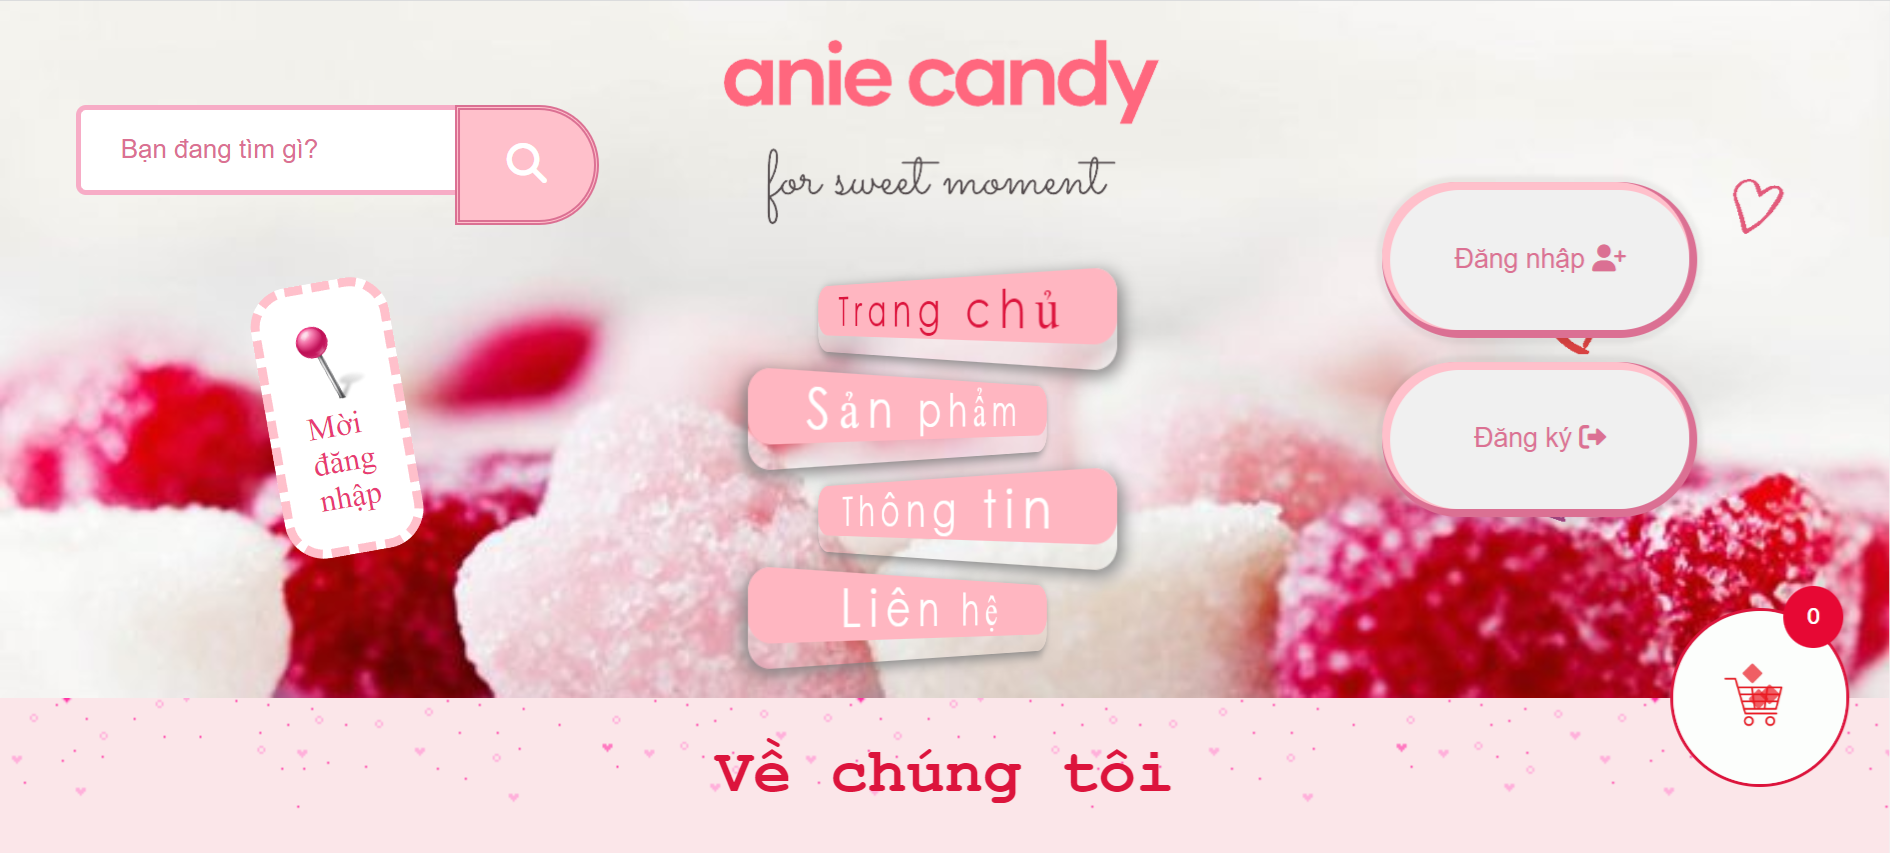 anie candy
for sweet moment
Bạn đang tìm gì?
Mời
đăng
nhập
Trang chủ
Sản phẩm
Thông tin
Liên hệ
Đăng nhập
Đăng ký
0
Về chúng tôi